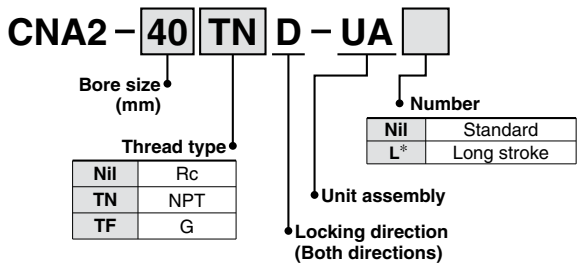 CNA2 – 40 TN D – UA
Bore size
(mm)
Number
Nil Standard
L* Long stroke
Thread type
Nil Rc
TN NPT
TF G
Unit assembly
Locking direction
(Both directions)